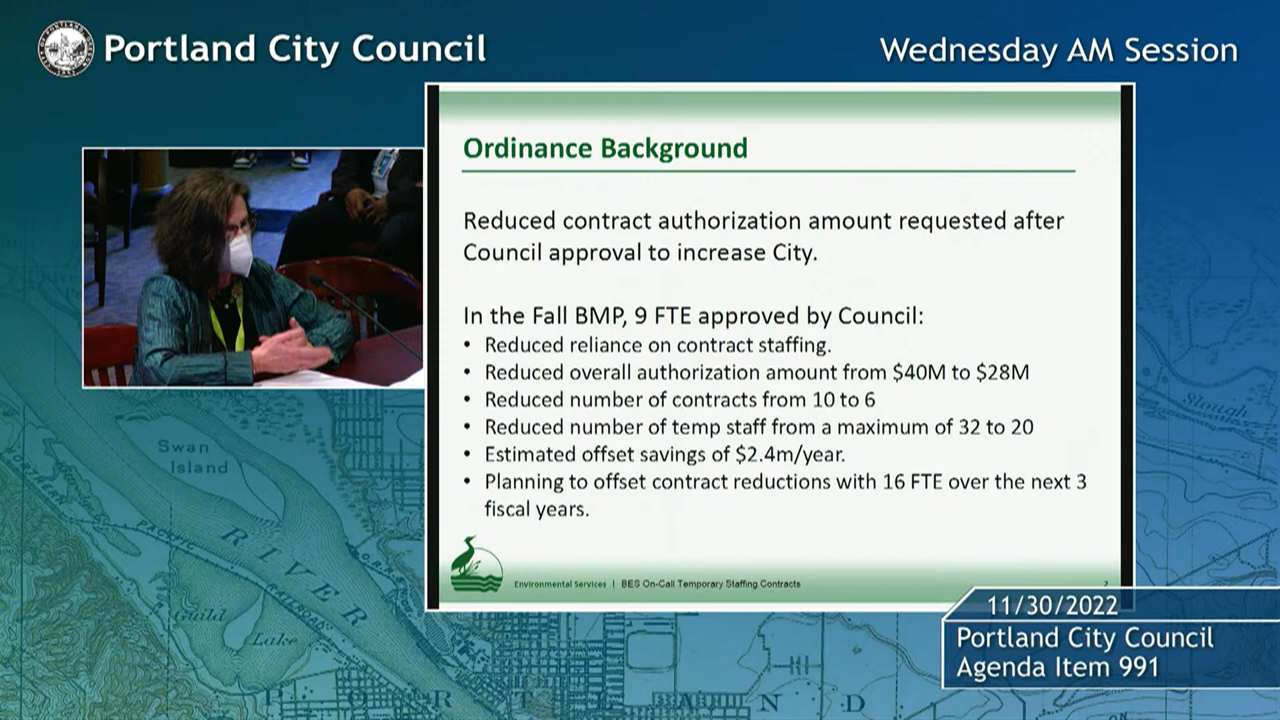 Portland City Council
Wednesday AM Session
Ordinance Background
Reduced contract authorization amount requested after
Council approval to increase City.
In the Fall BMP, 9 FTE approved by Council:
• Reduced reliance on contract staffing.
• Reduced overall authorization amount from $40M to $28M
• Reduced number of contracts from 10 to 6
• Reduced number of temp staff from a maximum of 32 to 20
• Estimated offset savings of $2.4m/year.
• Planning to offset contract reductions with 16 FTE over the next 3
fiscal years.
Environmental Services | BES On-Call Temporary Staffing Contracts
11/30/2022
Portland City Council
Agenda Item 991
Swan
Island
RIVER
Guild
Lake
Slough
PACIFIC
RAILROAD